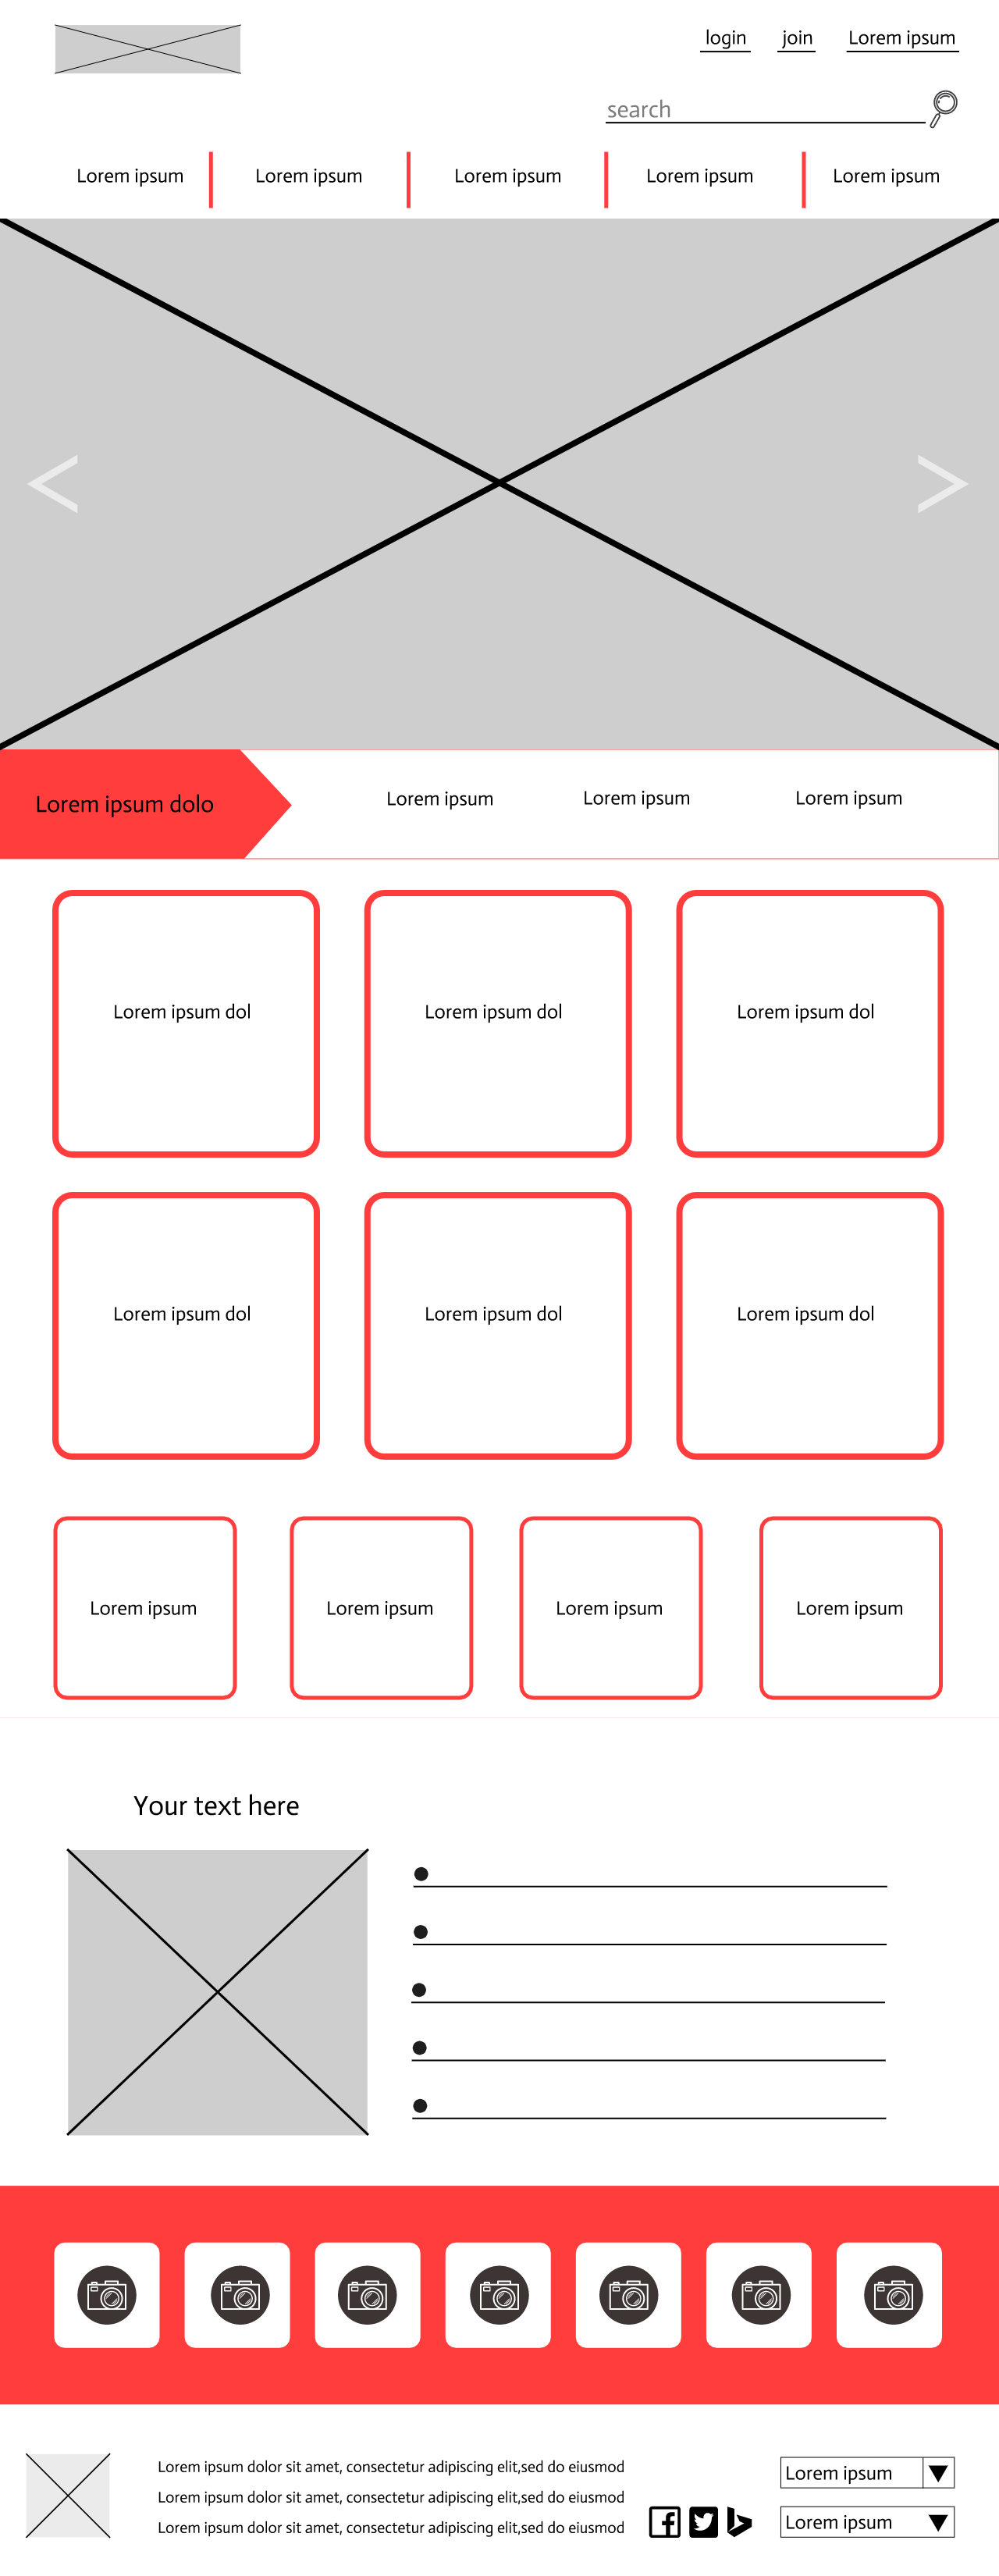 login join Lorem ipsum
search
Lorem ipsum Lorem ipsum Lorem ipsum Lorem ipsum Lorem ipsum
Lorem ipsum dolo Lorem ipsum Lorem ipsum Lorem ipsum
Lorem ipsum dol Lorem ipsum dol Lorem ipsum dol
Lorem ipsum dol Lorem ipsum dol Lorem ipsum dol
Lorem ipsum Lorem ipsum Lorem ipsum Lorem ipsum
Your text here
Lorem ipsum dolor sit amet, consectetur adipiscing elit,sed do eiusmod
Lorem ipsum dolor sit amet, consectetur adipiscing elit,sed do eiusmod
Lorem ipsum dolor sit amet, consectetur adipiscing elit,sed do eiusmod
Lorem ipsum
Lorem ipsum